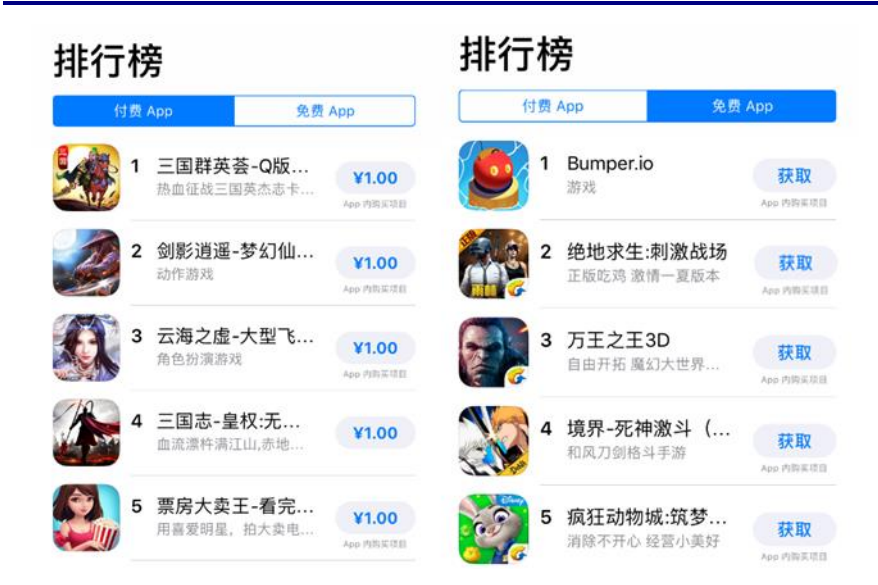 排行榜
付费 App
免费 App
1 三国群英荟-Q版...
热血征战三国英杰志卡...
¥1.00
App 内购买项目
2 剑影逍遥-梦幻仙...
动作游戏
¥1.00
App 内购买项目
3 云海之虚-大型飞...
角色扮演游戏
¥1.00
App 内购买项目
4 三国志-皇权:无...
血流漂杵满江山,赤地...
¥1.00
5 票房大卖王-看完...
用喜爱明星，拍大卖电...
¥1.00
App 内购买项目
排行榜
付费 App
免费 App
1 Bumper.io
游戏
获取
App 内购买项目
2 绝地求生:刺激战场
正版吃鸡 激情一夏版本
获取
App 内购买项目
正版
雨林
3 万王之王3D
自由开拓 魔幻大世界...
获取
App 内购买项目
4 境界-死神激斗（...
和风刀剑格斗手游
获取
App 内购买项目
DeNA
5 疯狂动物城:筑梦...
消除不开心 经营小美好
获取
App 内购买项目
Disney